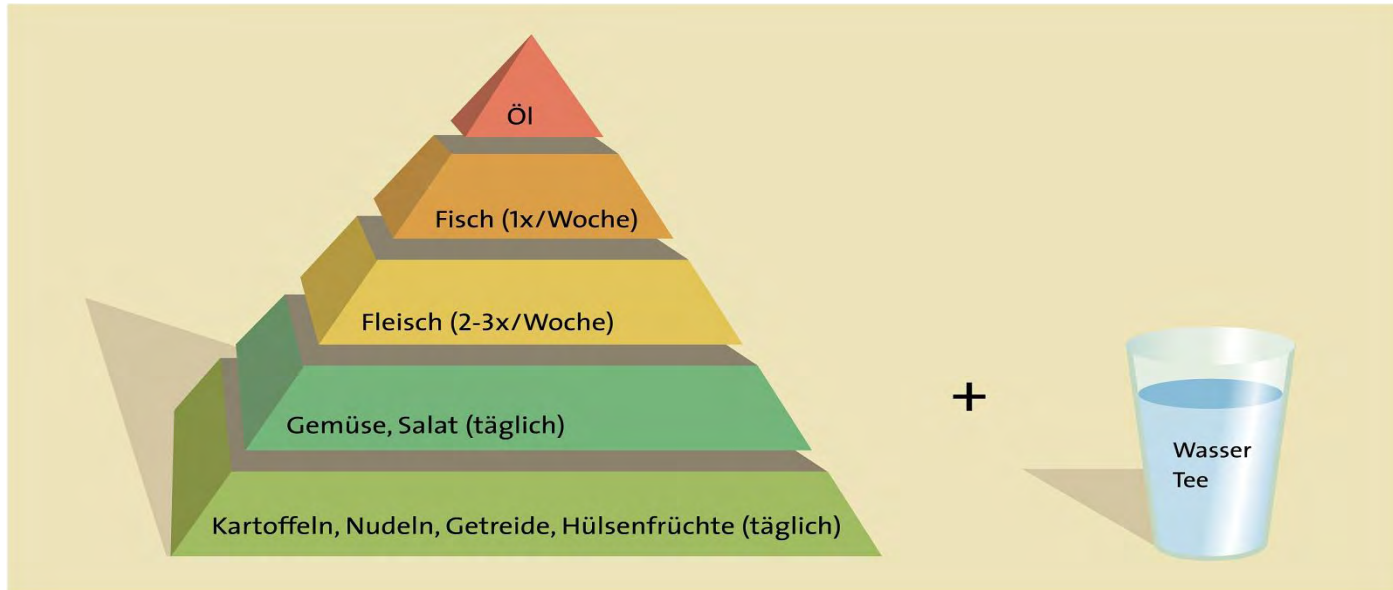 Öl
Fisch (1x/Woche)
Fleisch (2-3x/Woche)
Gemüse, Salat (täglich)
Kartoffeln, Nudeln, Getreide, Hülsenfrüchte (täglich)
+
Wasser
Tee